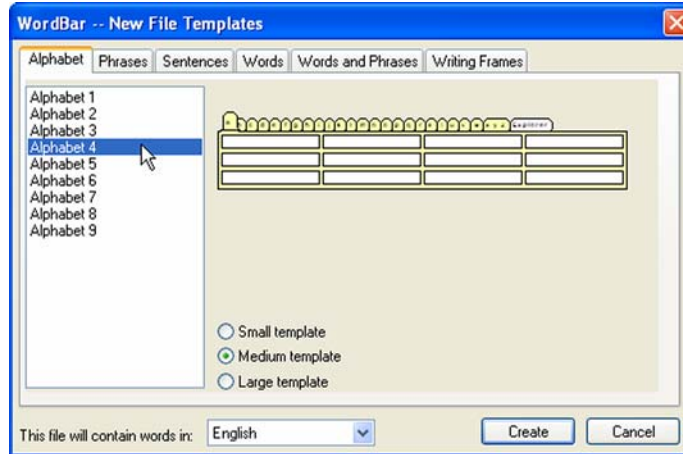 WordBar -- New File Templates
Alphabet Phrases Sentences Words Words and Phrases Writing Frames
Alphabet 1
Alphabet 2
Alphabet 3
Alphabet 4
Alphabet 5
Alphabet 6
Alphabet 7
Alphabet 8
Alphabet 9
Small template
Medium template
Large template
This file will contain words in: English Create Cancel